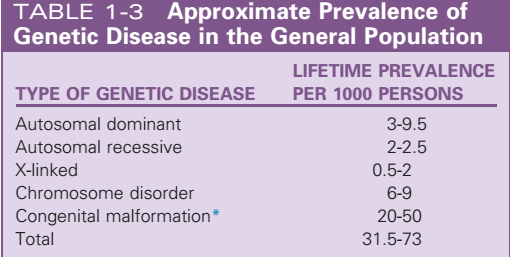 TABLE 1-3 Approximate Prevalence of
Genetic Disease in the General Population
LIFETIME PREVALENCE
TYPE OF GENETIC DISEASE PER 1000 PERSONS
Autosomal dominant 3-9.5
Autosomal recessive 2-2.5
X-linked 0.5-2
Chromosome disorder 6-9
Congenital malformation* 20-50
Total 31.5-73